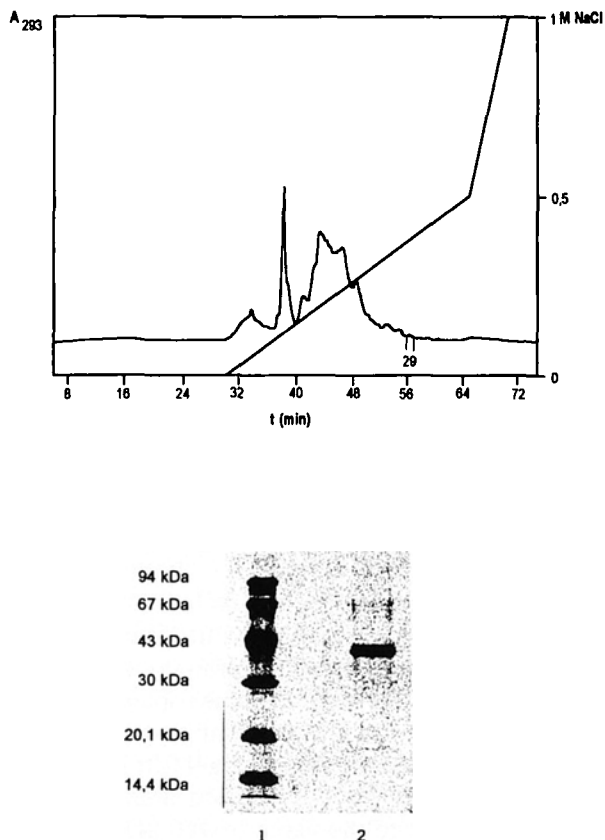 A 293
1 M NaCl
0,5
0
29
8 16 24 32 40 48 56 64 72
t (min)
94 kDa
67 kDa
43 kDa
30 kDa
20,1 kDa
14,4 kDa
1 2